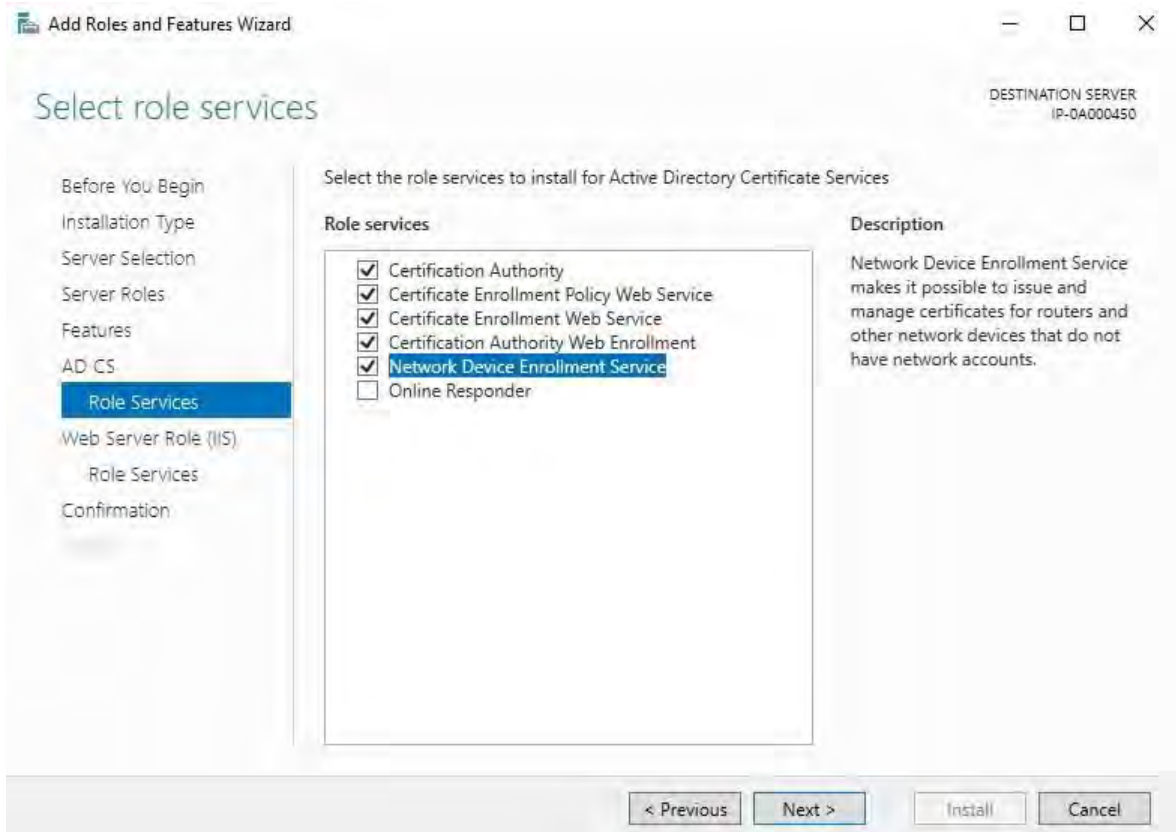 Add Roles and Features Wizard
Select role services
DESTINATION SERVER
IP-0A000450
Before You Begin
Installation Type
Server Selection
Server Roles
Features
AD CS
Role Services
Web Server Role (IIS)
Role Services
Confirmation
Select the role services to install for Active Directory Certificate Services
Role services
Certification Authority
Certificate Enrollment Policy Web Service
Certificate Enrollment Web Service
Certification Authority Web Enrollment
Network Device Enrollment Service
Online Responder
Description
Network Device Enrollment Service
makes it possible to issue and
manage certificates for routers and
other network devices that do not
have network accounts.
< Previous
Next >
Install
Cancel